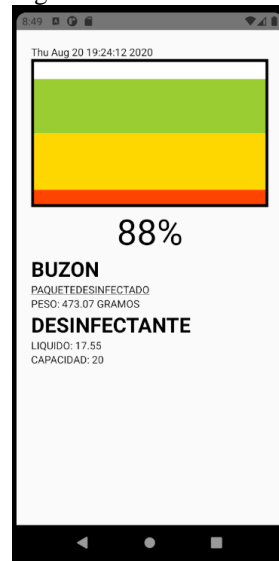 8:49
Thu Aug 20 19:24:12 2020
88%
BUZON
PAQUETEDESINFECTADO
PESO: 473.07 GRAMOS
DESINFECTANTE
LIQUIDO: 17.55
CAPACIDAD: 20